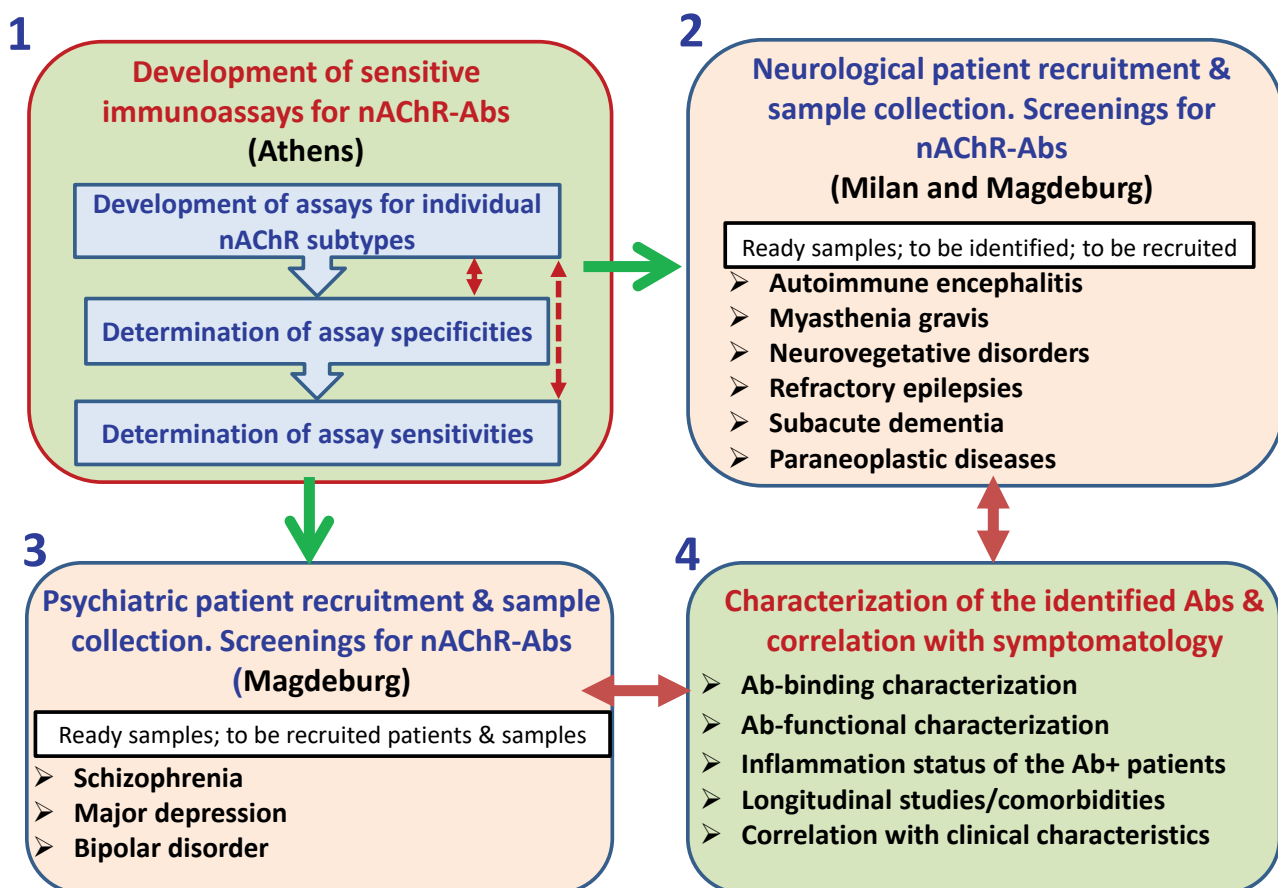 1
Development of sensitive
immunoassays for nAChR-Abs
(Athens)
Development of assays for individual
nAChR subtypes
Determination of assay specificities
Determination of assay sensitivities
2
Neurological patient recruitment &
sample collection. Screenings for
nAChR-Abs
(Milan and Magdeburg)
Ready samples; to be identified; to be recruited
➢ Autoimmune encephalitis
➢ Myasthenia gravis
➢ Neurovegetative disorders
➢ Refractory epilepsies
➢ Subacute dementia
➢ Paraneoplastic diseases
3
Psychiatric patient recruitment & sample
collection. Screenings for nAChR-Abs
(Magdeburg)
Ready samples; to be recruited patients & samples
➢ Schizophrenia
➢ Major depression
➢ Bipolar disorder
4
Characterization of the identified Abs &
correlation with symptomatology
➢ Ab-binding characterization
➢ Ab-functional characterization
➢ Inflammation status of the Ab+ patients
➢ Longitudinal studies/comorbidities
➢ Correlation with clinical characteristics